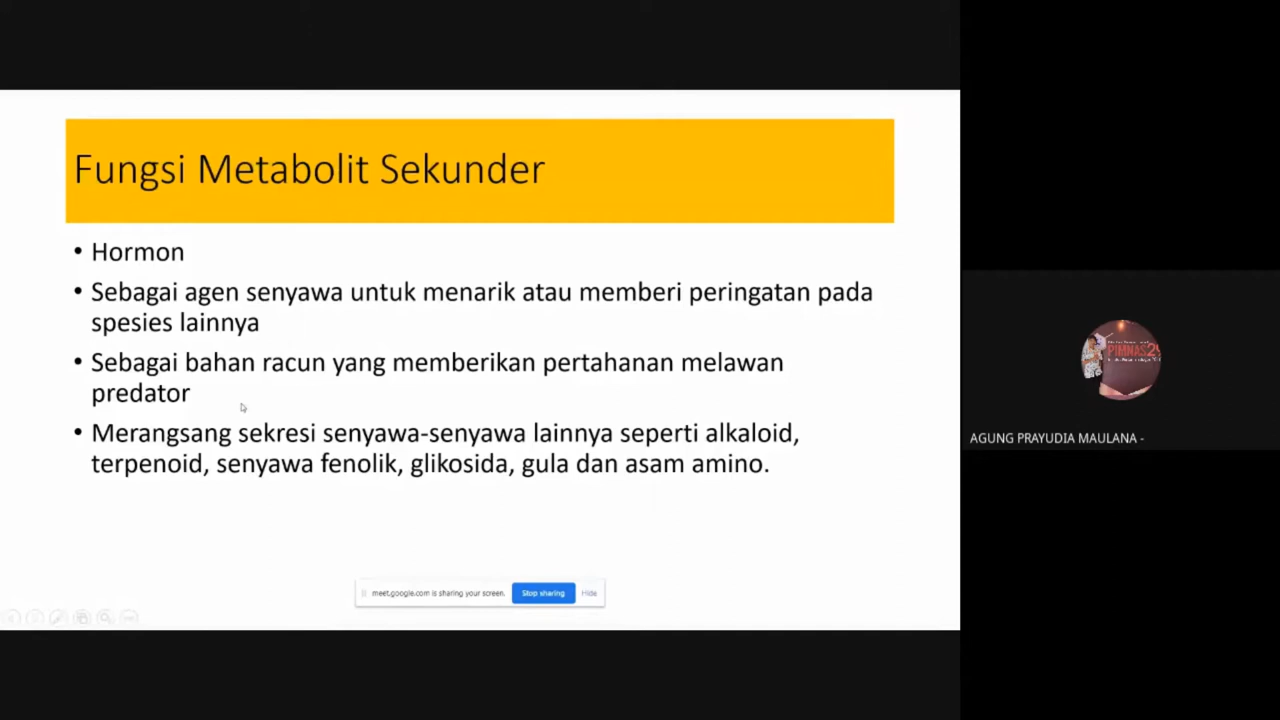 Fungsi Metabolit Sekunder
• Hormon
• Sebagai agen senyawa untuk menarik atau memberi peringatan pada
spesies lainnya
• Sebagai bahan racun yang memberikan pertahanan melawan
predator
• Merangsang sekresi senyawa-senyawa lainnya seperti alkaloid,
terpenoid, senyawa fenolik, glikosida, gula dan asam amino.
meet.google.com is sharing your screen. Stop sharing Hide
PIMNAS
AGUNG PRAYUDIA MAULANA -